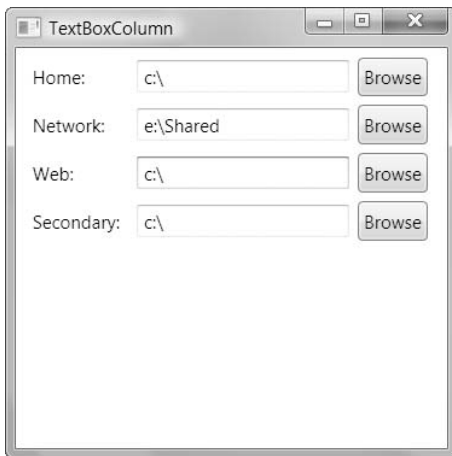 TextBoxColumn
Home: c:\ Browse
Network: e:\Shared Browse
Web: c:\ Browse
Secondary: c:\ Browse